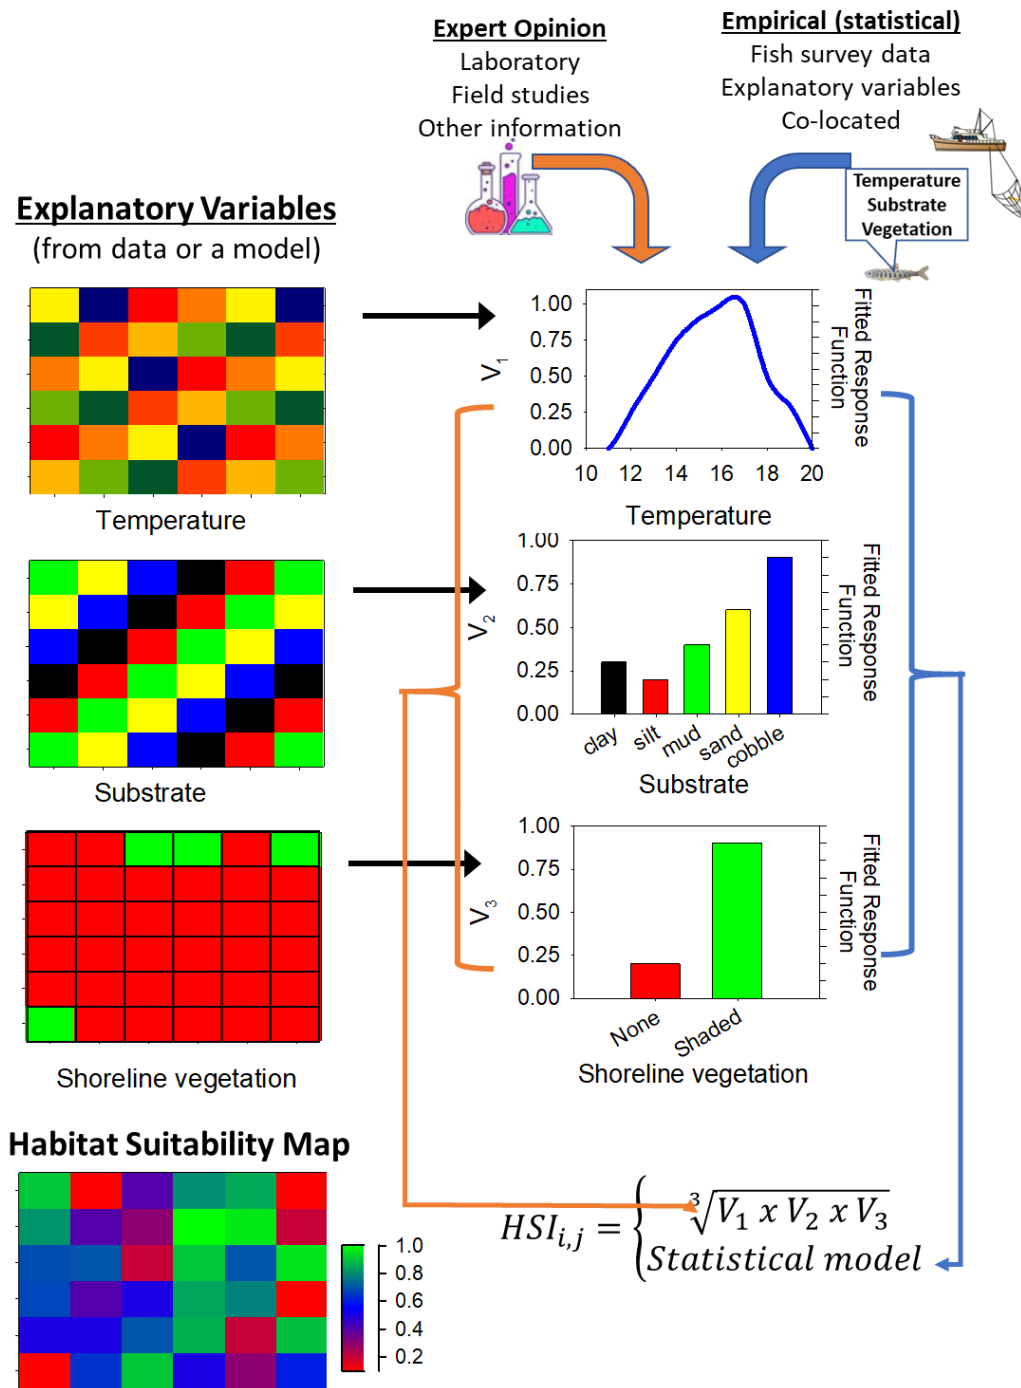 Expert Opinion
Laboratory
Field studies
Other information
Empirical (statistical)
Fish survey data
Explanatory variables
Co-located
Temperature
Substrate
Vegetation
Explanatory Variables
(from data or a model)
Temperature
1.00
0.75
0.50
0.25
0.00
V1
10 12 14 16 18 20
Temperature
Fitted Response
Function
Substrate
1.00
0.75
0.50
0.25
0.00
V2
clay silt mud sand cobble
Substrate
Fitted Response
Function
Shoreline vegetation
1.00
0.75
0.50
0.25
0.00
V3
None Shaded
Shoreline vegetation
Fitted Response
Function
Habitat Suitability Map
1.0
0.8
0.6
0.4
0.2
HSIi,j = { ∛V1 x V2 x V3
Statistical model